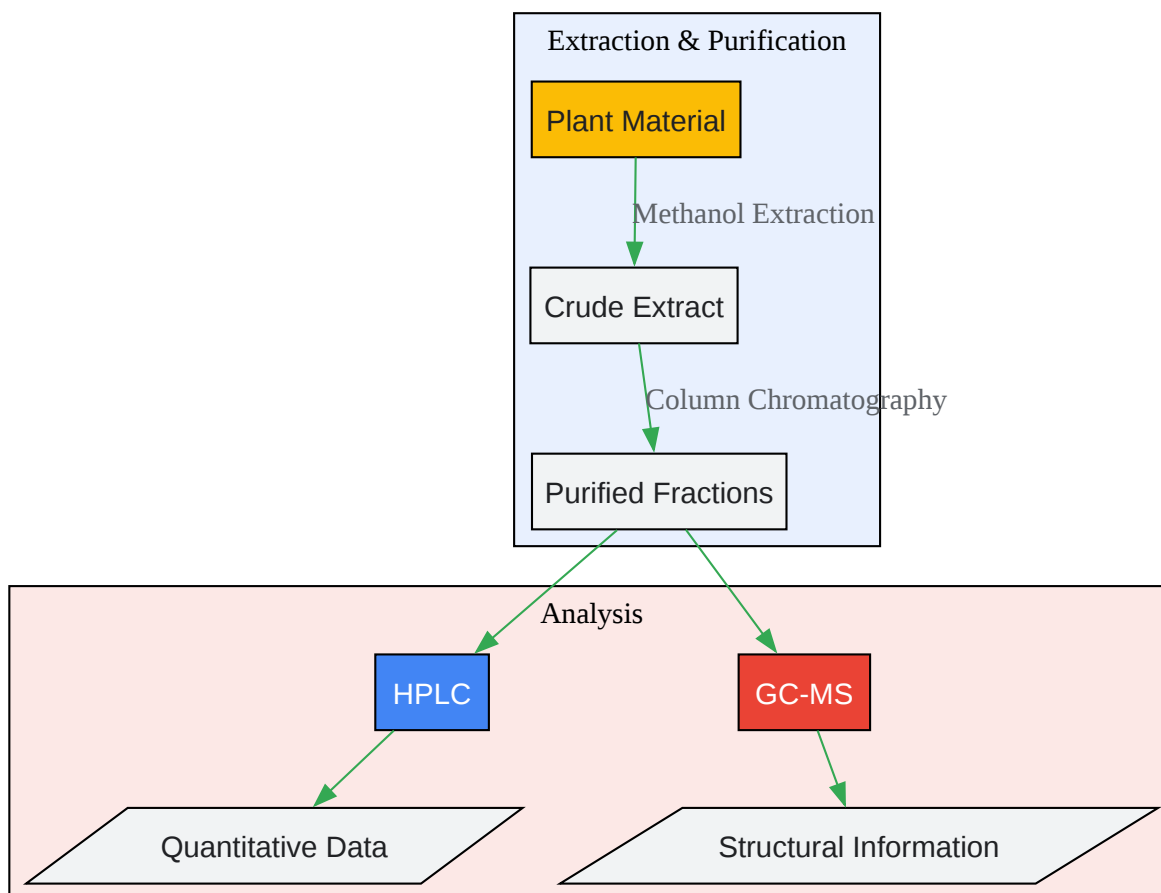 Extraction & Purification
Plant Material
Methanol Extraction
Crude Extract
Column Chromatography
Purified Fractions
Analysis
HPLC
GC-MS
Quantitative Data
Structural Information